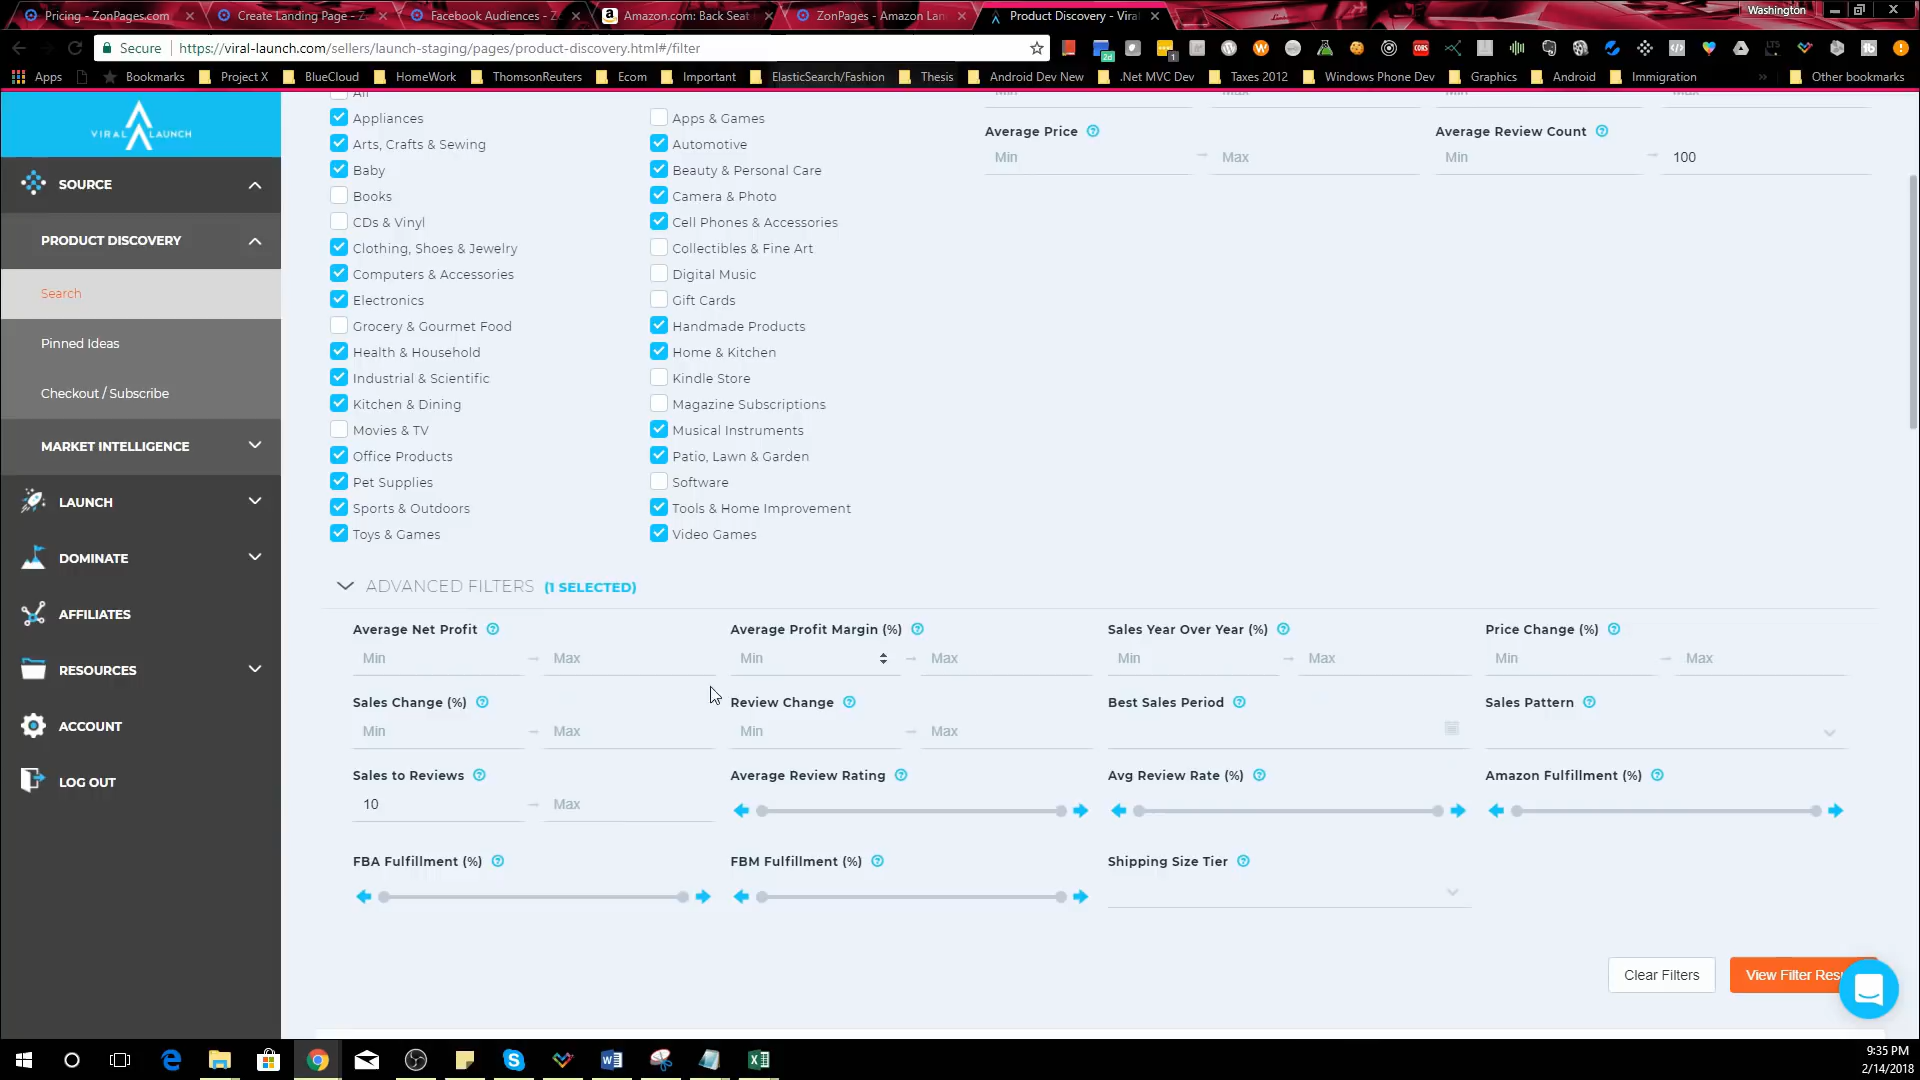 Pricing - ZonPages.com
Create Landing Page - Z
Facebook Audiences - Z
Amazon.com: Back Seat
ZonPages - Amazon Lan
Product Discovery - Viral
Washington
Secure
https://viral-launch.com/sellers/launch-staging/pages/product-discovery.html#/filter
Apps
Bookmarks
Project X
BlueCloud
HomeWork
ThomsonReuters
Ecom
Important
ElasticSearch/Fashion
Thesis
Android Dev New
.Net MVC Dev
Taxes 2012
Windows Phone Dev
Graphics
Android
Immigration
»
Other bookmarks
VIRAL LAUNCH
SOURCE
PRODUCT DISCOVERY
Search
Pinned Ideas
Checkout / Subscribe
MARKET INTELLIGENCE
LAUNCH
DOMINATE
AFFILIATES
RESOURCES
ACCOUNT
LOG OUT
All
Appliances
Apps & Games
Arts, Crafts & Sewing
Automotive
Baby
Beauty & Personal Care
Books
Camera & Photo
CDs & Vinyl
Cell Phones & Accessories
Clothing, Shoes & Jewelry
Collectibles & Fine Art
Computers & Accessories
Digital Music
Electronics
Gift Cards
Grocery & Gourmet Food
Handmade Products
Health & Household
Home & Kitchen
Industrial & Scientific
Kindle Store
Kitchen & Dining
Magazine Subscriptions
Movies & TV
Musical Instruments
Office Products
Patio, Lawn & Garden
Pet Supplies
Software
Sports & Outdoors
Tools & Home Improvement
Toys & Games
Video Games
Min Max Min Max
Average Price
Min Max
Average Review Count
Min 100
ADVANCED FILTERS (1 SELECTED)
Average Net Profit
Min Max
Average Profit Margin (%)
Min Max
Sales Year Over Year (%)
Min Max
Price Change (%)
Min Max
Sales Change (%)
Min Max
Review Change
Min Max
Best Sales Period
Sales Pattern
Sales to Reviews
10 Max
Average Review Rating
Avg Review Rate (%)
Amazon Fulfillment (%)
FBA Fulfillment (%)
FBM Fulfillment (%)
Shipping Size Tier
Clear Filters
View Filter Res
9:35 PM
2/14/2018